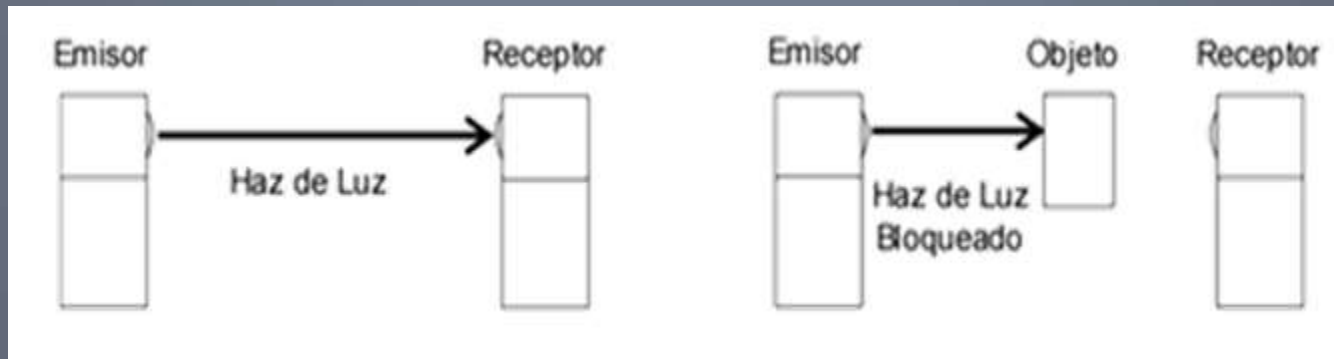 Emisor
Receptor
Haz de Luz
Emisor
Objeto
Receptor
Haz de Luz
Bloqueado